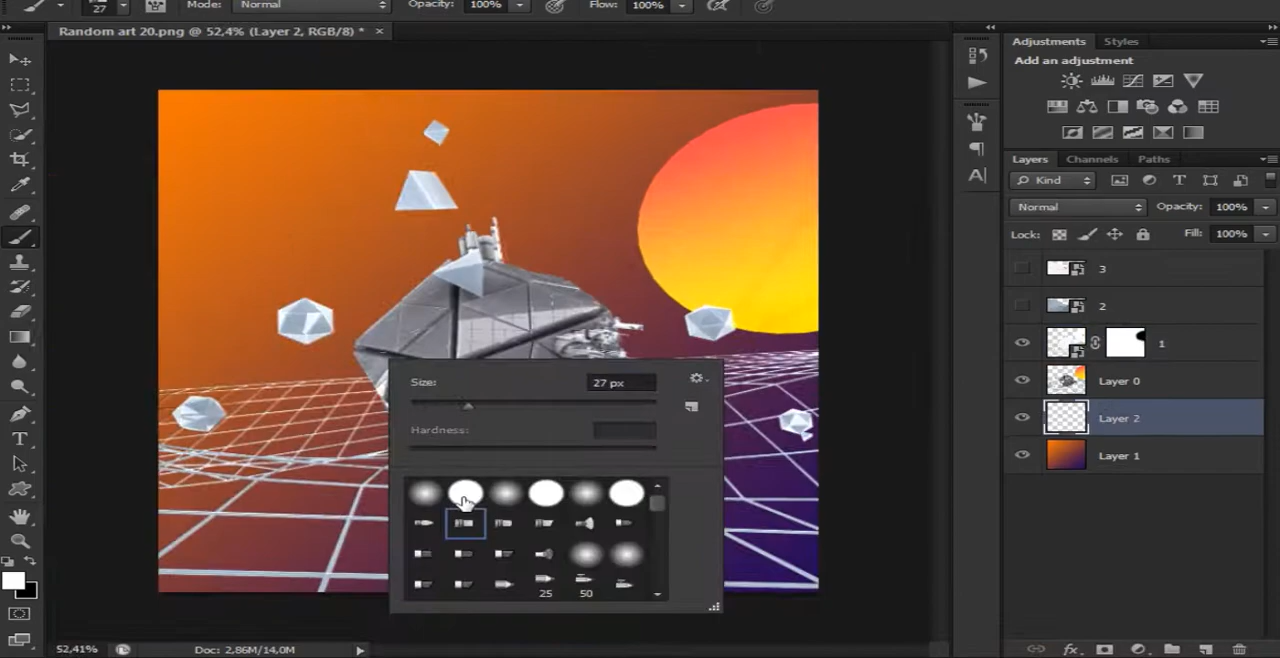 27 Mode: Normal Opacity: 100% Flow: 100%
Random art 20.png @ 52,4% (Layer 2, RGB/8) * ×
Adjustments Styles
Add an adjustment
Layers Channels Paths
Kind
Normal Opacity: 100%
Lock: Fill: 100%
3
2
1
Layer 0
Layer 2
Layer 1
Size: 27 px
Hardness:
25 50
52,41% Doc: 2,86M/14,0M